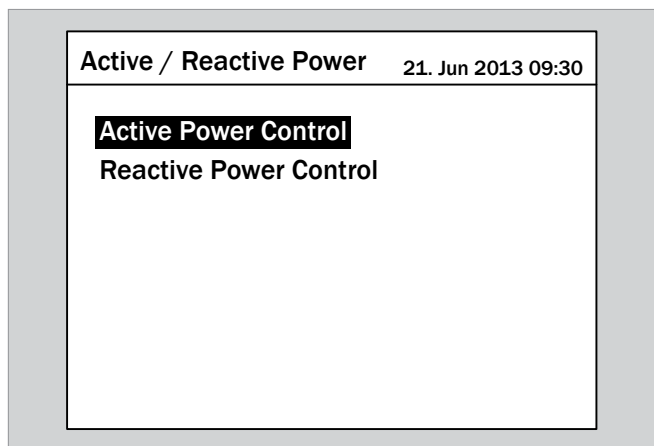 Active / Reactive Power 21. Jun 2013 09:30
Active Power Control
Reactive Power Control